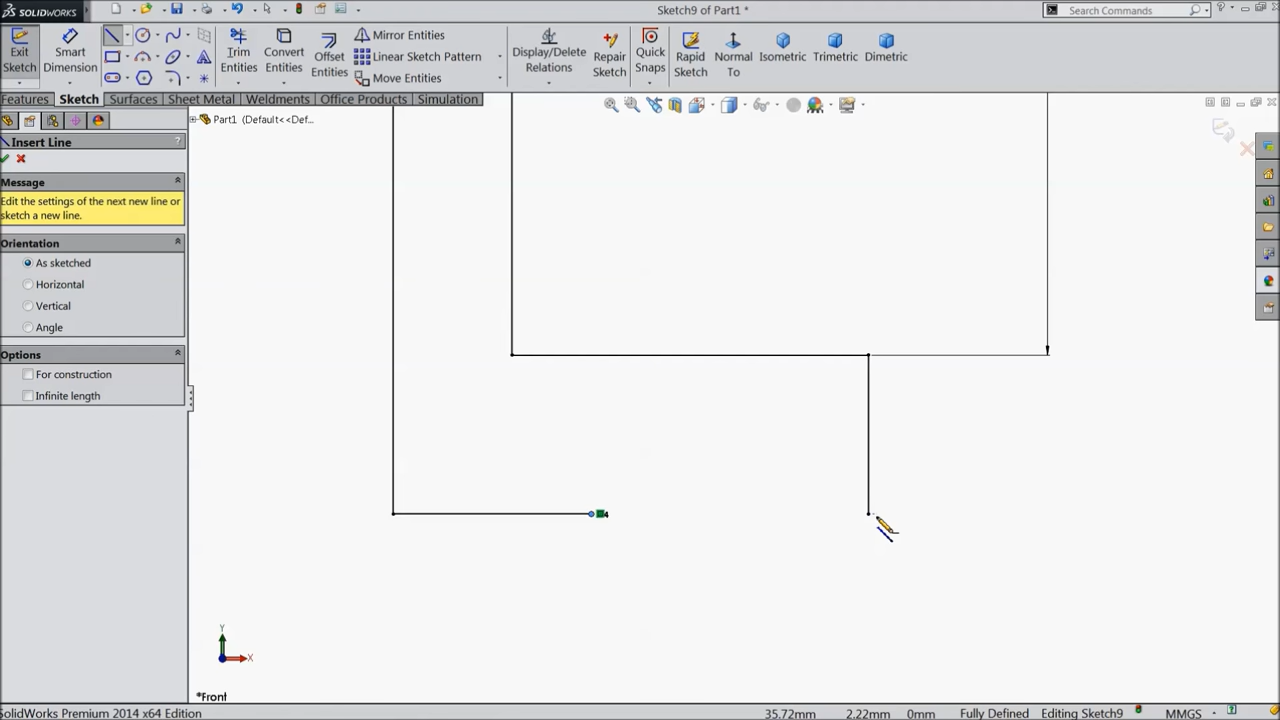 SOLIDWORKS
Sketch9 of Part1 *
Search Commands
Exit Sketch
Smart Dimension
Trim Entities
Convert Entities
Offset Entities
Mirror Entities
Linear Sketch Pattern
Move Entities
Display/Delete Relations
Repair Sketch
Quick Snaps
Rapid Sketch
Normal To
Isometric
Trimetric
Dimetric
Features
Sketch
Surfaces
Sheet Metal
Weldments
Office Products
Simulation
Part1 (Default<<Def...
Insert Line
?
Message
Edit the settings of the next new line or
sketch a new line.
Orientation
As sketched
Horizontal
Vertical
Angle
Options
For construction
Infinite length
4
Y
X
*Front
SolidWorks Premium 2014 x64 Edition
35.72mm 2.22mm 0mm Fully Defined Editing Sketch9 MMGS